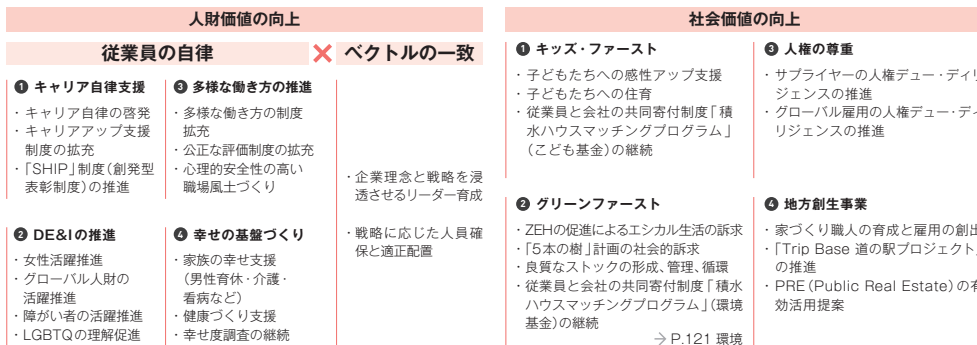 人財価値の向上
従業員の自律 × ベクトルの一致
❶ キャリア自律支援
・キャリア自律の啓発
・キャリアアップ支援
制度の拡充
・「SHIP」制度(創発型
表彰制度)の推進
❸ 多様な働き方の推進
・多様な働き方の制度
拡充
・公正な評価制度の拡充
・心理的安全性の高い
職場風土づくり
❷ DE&Iの推進
・女性活躍推進
・グローバル人財の
活躍推進
・障がい者の活躍推進
・LGBTQの理解促進
❹ 幸せの基盤づくり
・家族の幸せ支援
(男性育休・介護・
看病など)
・健康づくり支援
・幸せ度調査の継続
・企業理念と戦略を浸
透させるリーダー育成
・戦略に応じた人員確
保と適正配置
社会価値の向上
❶ キッズ・ファースト
・子どもたちへの感性アップ支援
・子どもたちへの住育
・従業員と会社の共同寄付制度「積
水ハウスマッチングプログラム」
(こども基金)の継続
❸ 人権の尊重
・サプライヤーの人権デュー・ディリ
ジェンスの推進
・グローバル雇用の人権デュー・ディ
リジェンスの推進
❷ グリーンファースト
・ZEHの促進によるエシカル生活の訴求
・「5本の樹」計画の社会的訴求
・良質なストックの形成、管理、循環
・従業員と会社の共同寄付制度「積水
ハウスマッチングプログラム」(環境
基金)の継続
→ P.121 環境
❹ 地方創生事業
・家づくり職人の育成と雇用の創出
・「Trip Base 道の駅プロジェクト」
の推進
・PRE(Public Real Estate)の有
効活用提案